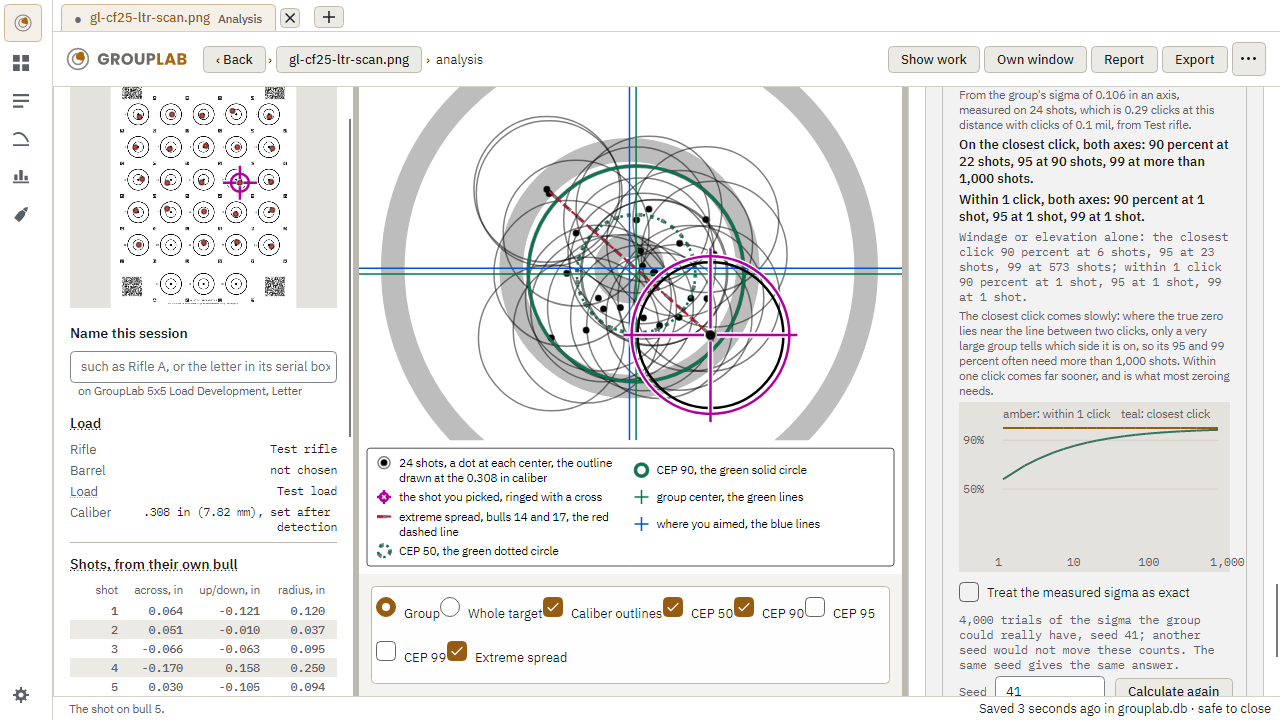 gl-cf25-ltr-scan.png Analysis
GROUPLAB
‹ Back › gl-cf25-ltr-scan.png › analysis
Show work
Own window
Report
Export
Name this session
such as Rifle A, or the letter in its serial box
on GroupLab 5x5 Load Development, Letter
Load
Rifle Test rifle
Barrel not chosen
Load Test load
Caliber .308 in (7.82 mm), set after
detection
Shots, from their own bull
shot across, in up/down, in radius, in
1 0.064 -0.121 0.120
2 0.051 -0.010 0.037
3 -0.066 -0.063 0.095
4 -0.170 0.158 0.250
5 0.030 -0.105 0.094
24 shots, a dot at each center, the outline
drawn at the 0.308 in caliber
the shot you picked, ringed with a cross
extreme spread, bulls 14 and 17, the red
dashed line
CEP 50, the green dotted circle
CEP 90, the green solid circle
group center, the green lines
where you aimed, the blue lines
Group Whole target Caliber outlines CEP 50 CEP 90 CEP 95
CEP 99 Extreme spread
From the group's sigma of 0.106 in an axis,
measured on 24 shots, which is 0.29 clicks at this
distance with clicks of 0.1 mil, from Test rifle.
On the closest click, both axes: 90 percent at
22 shots, 95 at 90 shots, 99 at more than
1,000 shots.
Within 1 click, both axes: 90 percent at 1
shot, 95 at 1 shot, 99 at 1 shot.
Windage or elevation alone: the closest
click 90 percent at 6 shots, 95 at 23
shots, 99 at 573 shots; within 1 click
90 percent at 1 shot, 95 at 1 shot, 99
at 1 shot.
The closest click comes slowly: where the true zero
lies near the line between two clicks, only a very
large group tells which side it is on, so its 95 and 99
percent often need more than 1,000 shots. Within
one click comes far sooner, and is what most zeroing
needs.
amber: within 1 click teal: closest click
90%
50%
1 10 100 1,000
Treat the measured sigma as exact
4,000 trials of the sigma the group
could really have, seed 41; another
seed would not move these counts. The
same seed gives the same answer.
Seed 41 Calculate again
The shot on bull 5.
Saved 3 seconds ago in grouplab.db · safe to close